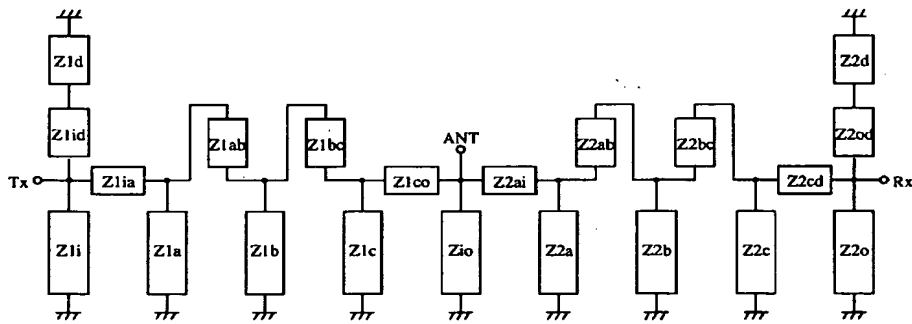 Z1d
Z2d
Z1id
Z1ab
Z1bc
ANT
Z2ab
Z2bc
Z2od
Tx
Z1ia
Z1co
Z2ai
Z2cd
Rx
Z1i
Z1a
Z1b
Z1c
Zio
Z2a
Z2b
Z2c
Z2o